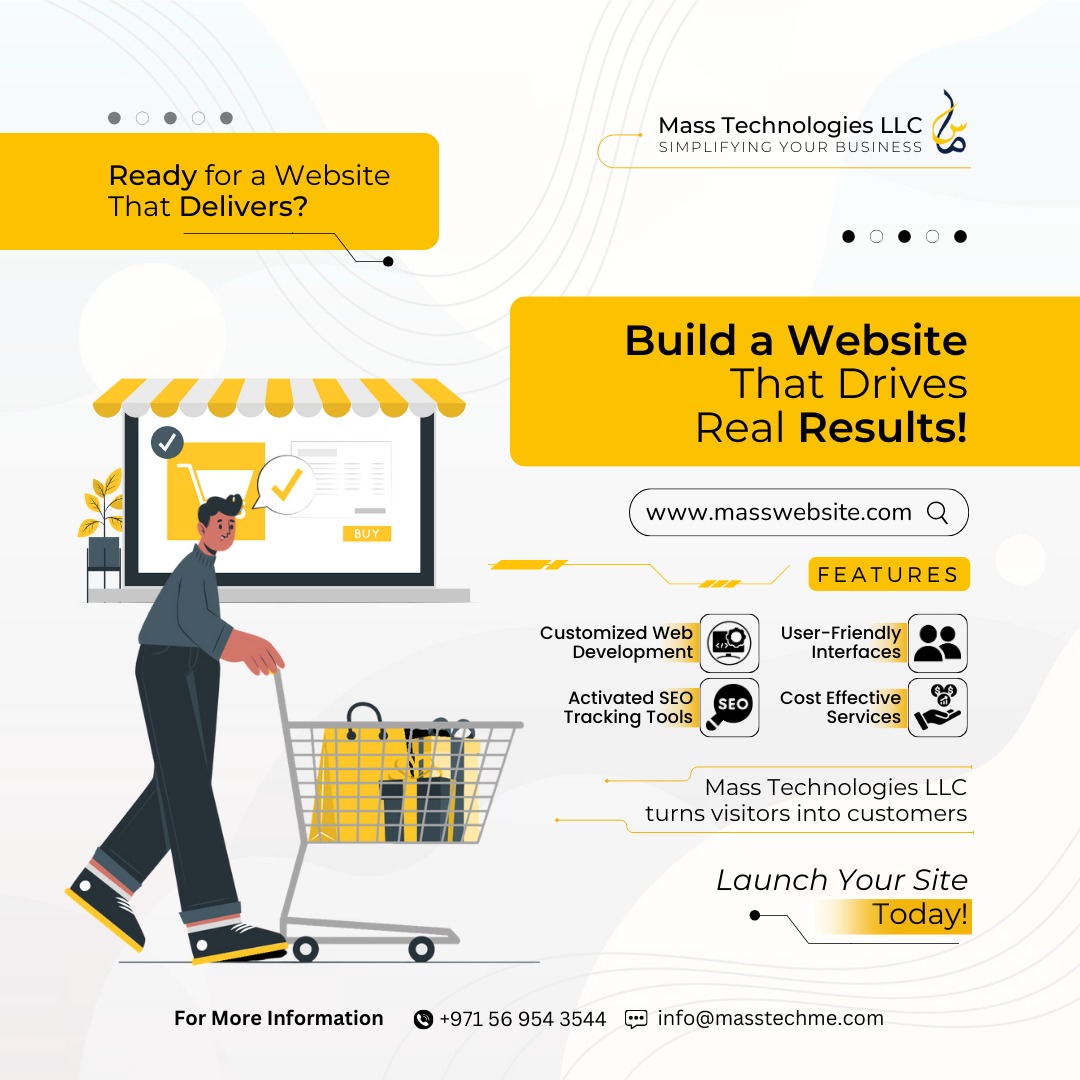 Ready for a Website
That Delivers?
Mass Technologies LLC
SIMPLIFYING YOUR BUSINESS
Build a Website
That Drives
Real Results!
www.masswebsite.com
BUY
FEATURES
Customized Web
Development
User-Friendly
Interfaces
Activated SEO
Tracking Tools
SEO
Cost Effective
Services
Mass Technologies LLC
turns visitors into customers
Launch Your Site
Today!
For More Information +971 56 954 3544 info@masstechme.com